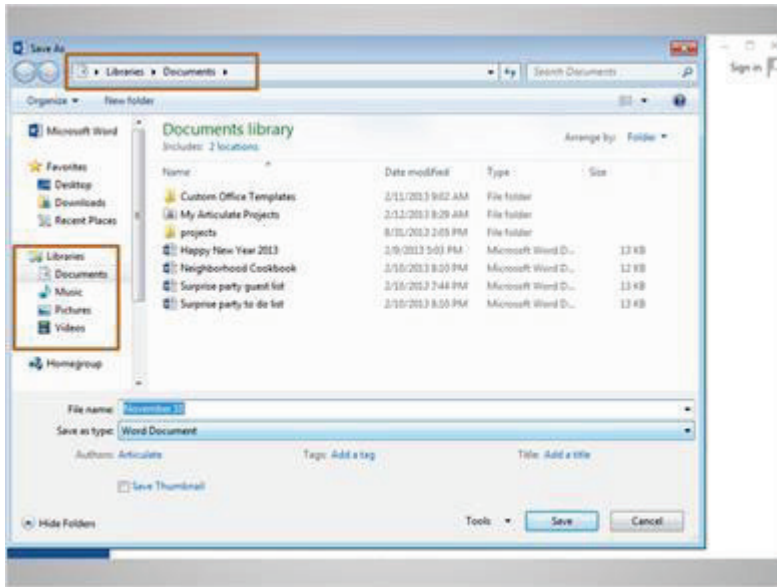 Save As
Sign in
Libraries ▸ Documents ▸
Search Documents
Organize New folder
Microsoft Word
Favorites
Desktop
Downloads
Recent Places
Libraries
Documents
Music
Pictures
Videos
Homegroup
Documents library
Includes: 2 locations
Arrange by: Folder
Name Date modified Type Size
Custom Office Templates 2/11/2013 9:02 AM File folder
My Articulate Projects 2/12/2013 8:29 AM File folder
projects 8/31/2012 2:05 PM File folder
Happy New Year 2013 2/9/2013 5:03 PM Microsoft Word D... 13 KB
Neighborhood Cookbook 2/10/2013 8:10 PM Microsoft Word D... 12 KB
Surprise party guest list 2/10/2013 7:44 PM Microsoft Word D... 13 KB
Surprise party to do list 2/10/2013 8:10 PM Microsoft Word D... 13 KB
File name: November 10
Save as type: Word Document
Authors: Articulate Tags: Add a tag Title: Add a title
Save Thumbnail
Hide Folders Tools Save Cancel